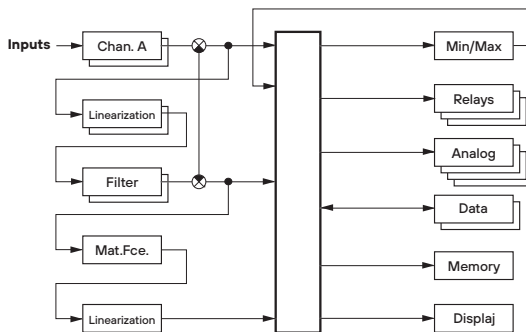 Inputs
Chan. A
Min/Max
Relays
Linearization
Analog
Filter
Data
Mat.Fce.
Memory
Linearization
Displaj